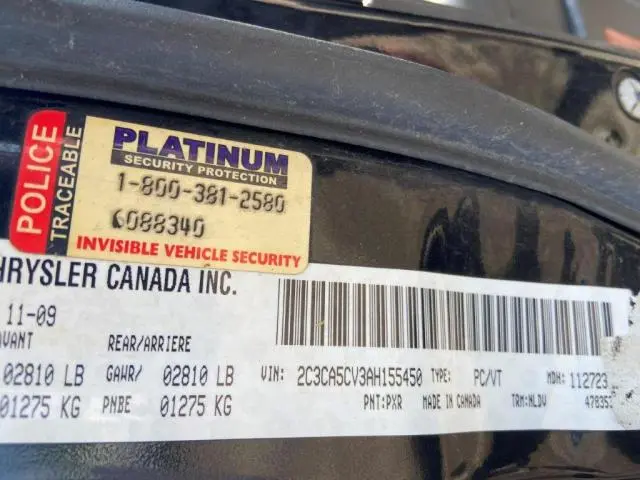 POLICE
TRACEABLE
PLATINUM
SECURITY PROTECTION
1-800-381-2580
6088340
INVISIBLE VEHICLE SECURITY
HRYSLER CANADA INC.
11-09
VANT REAR/ARRIERE
02810 LB GAWR/ 02810 LB VIN: 2C3CA5CV3AH155450 TYPE: PC/VT MDH: 112723
01275 KG PNBE 01275 KG PNT:PXR MADE IN CANADA TRM:NLDV 47835